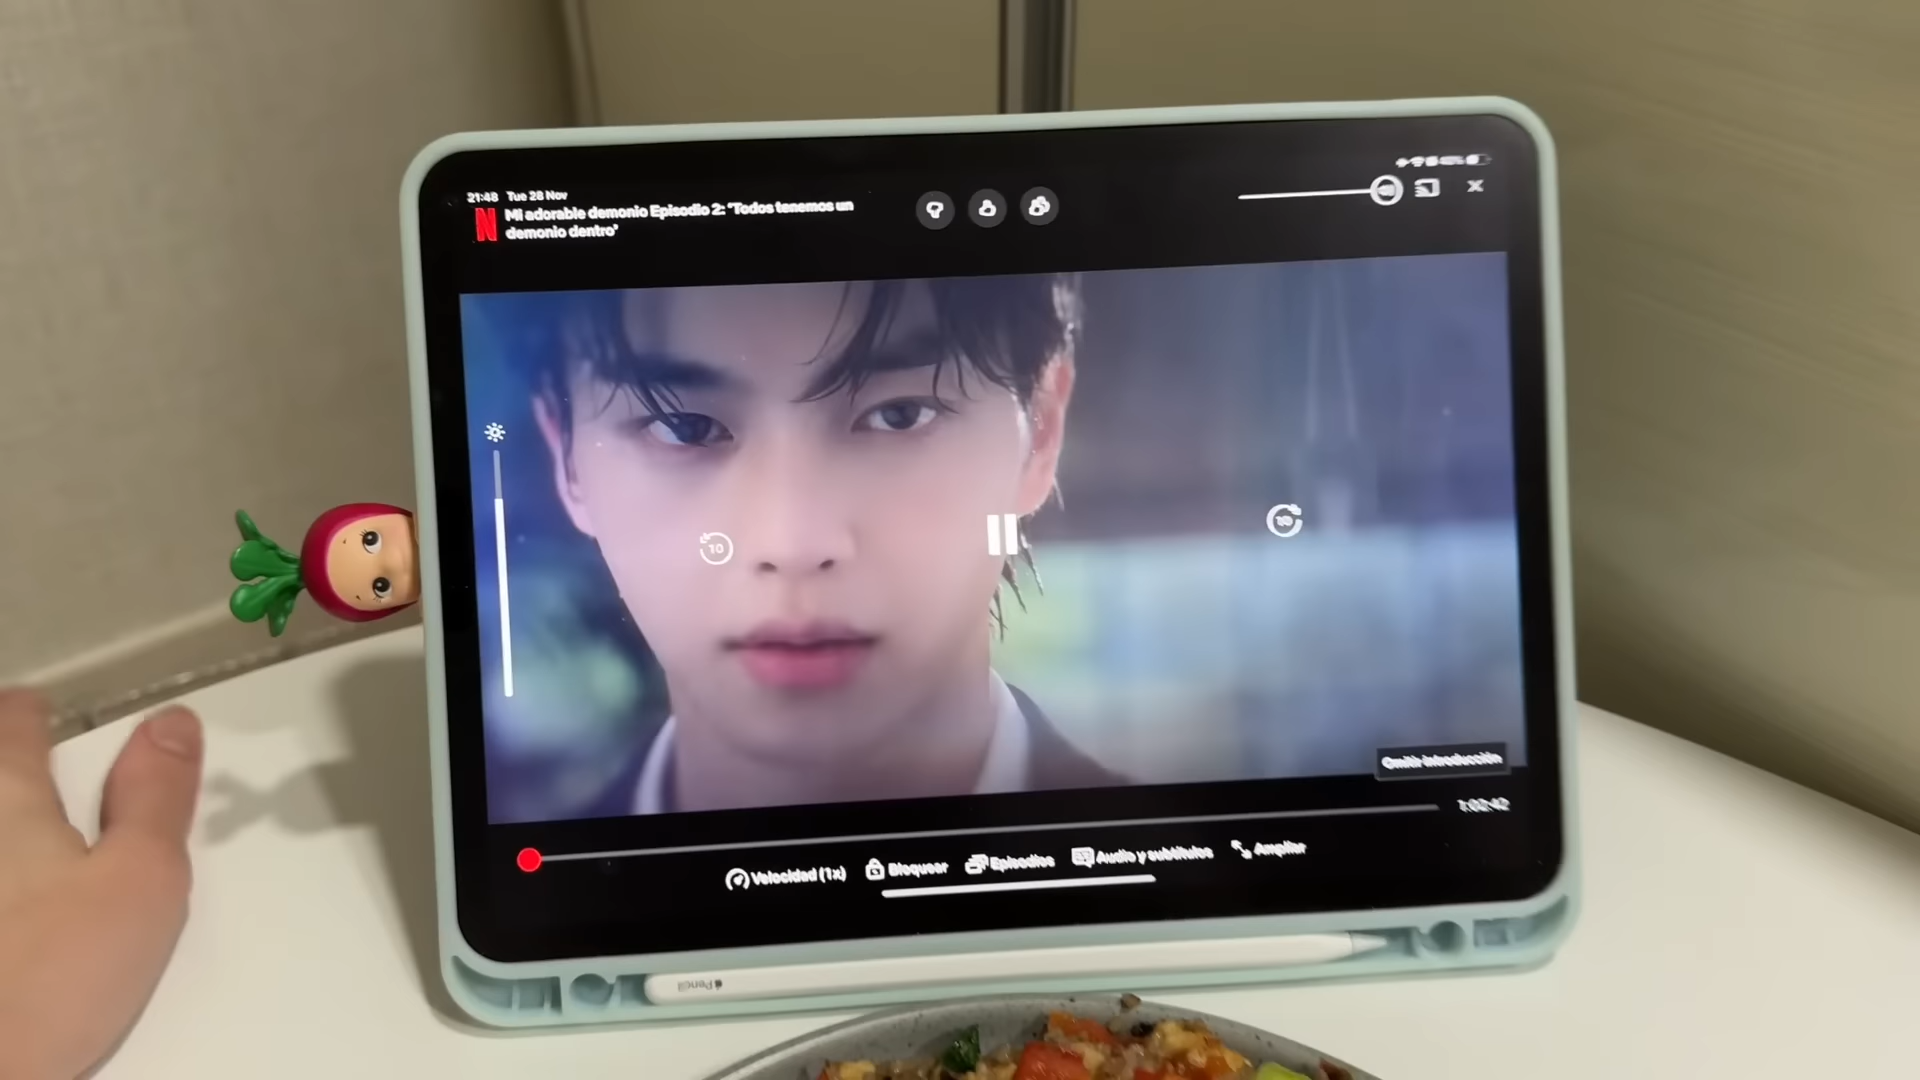 21:48 Tue 28 Nov
Mi adorable demonio Episodio 2: "Todos tenemos un
demonio dentro"
N
10
10
Omitir introducción
1:02:42
Velocidad (1x) Bloquear Episodios Audio y subtítulos Ampliar
Pencil